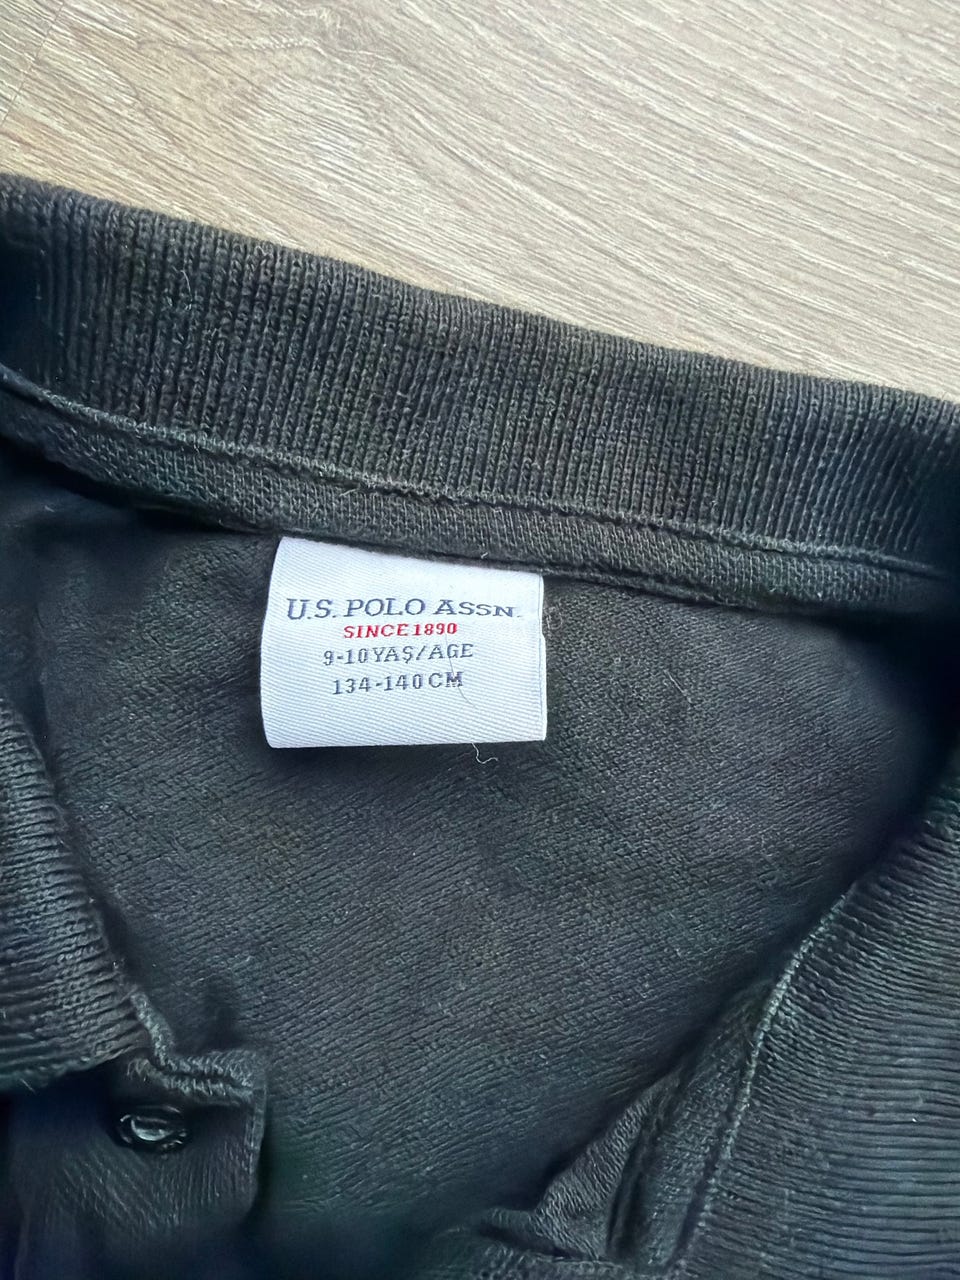 U.S. POLO ASSN.
SINCE 1890
9-10 YAŞ/AGE
134-140 CM